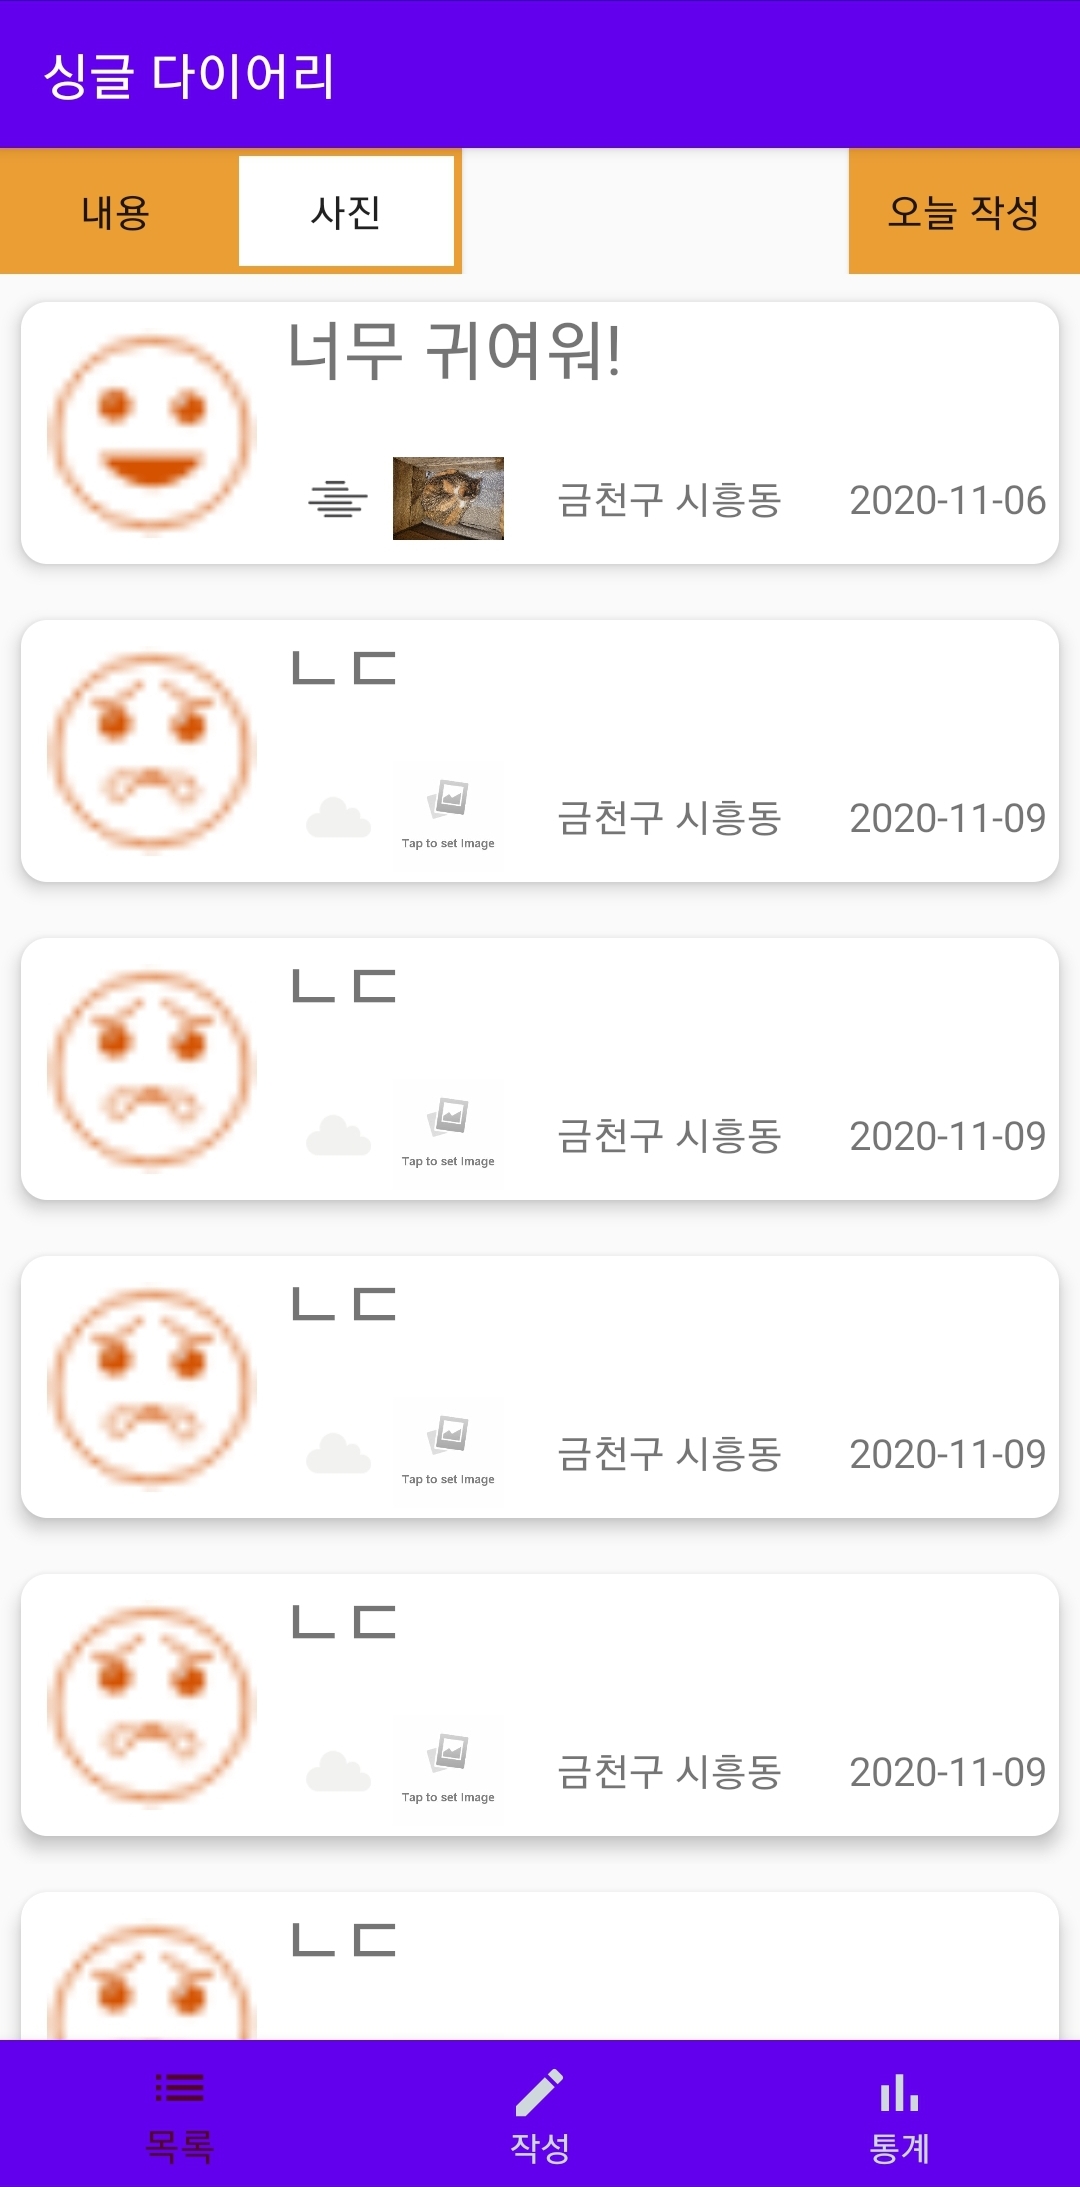 싱글 다이어리
내용 사진 오늘 작성
너무 귀여워!
금천구 시흥동 2020-11-06
ㄴㄷ
Tap to set Image 금천구 시흥동 2020-11-09
ㄴㄷ
Tap to set Image 금천구 시흥동 2020-11-09
ㄴㄷ
Tap to set Image 금천구 시흥동 2020-11-09
ㄴㄷ
Tap to set Image 금천구 시흥동 2020-11-09
ㄴㄷ
목록 작성 통계